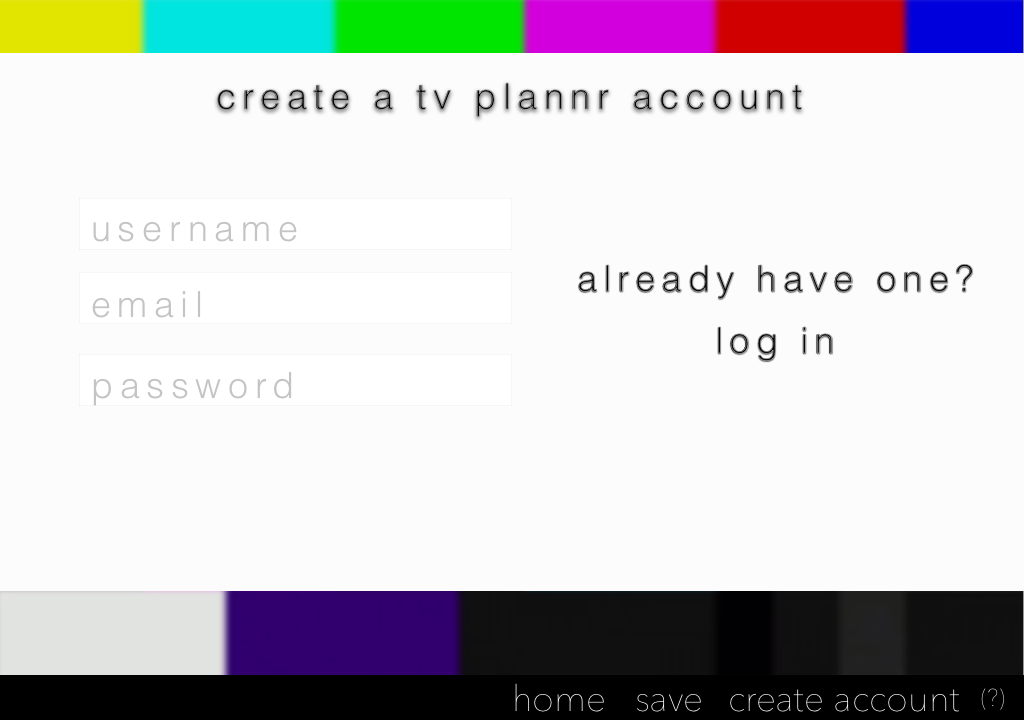 create a tv plannr account
username
email
password
already have one?
log in
home save create account (?)